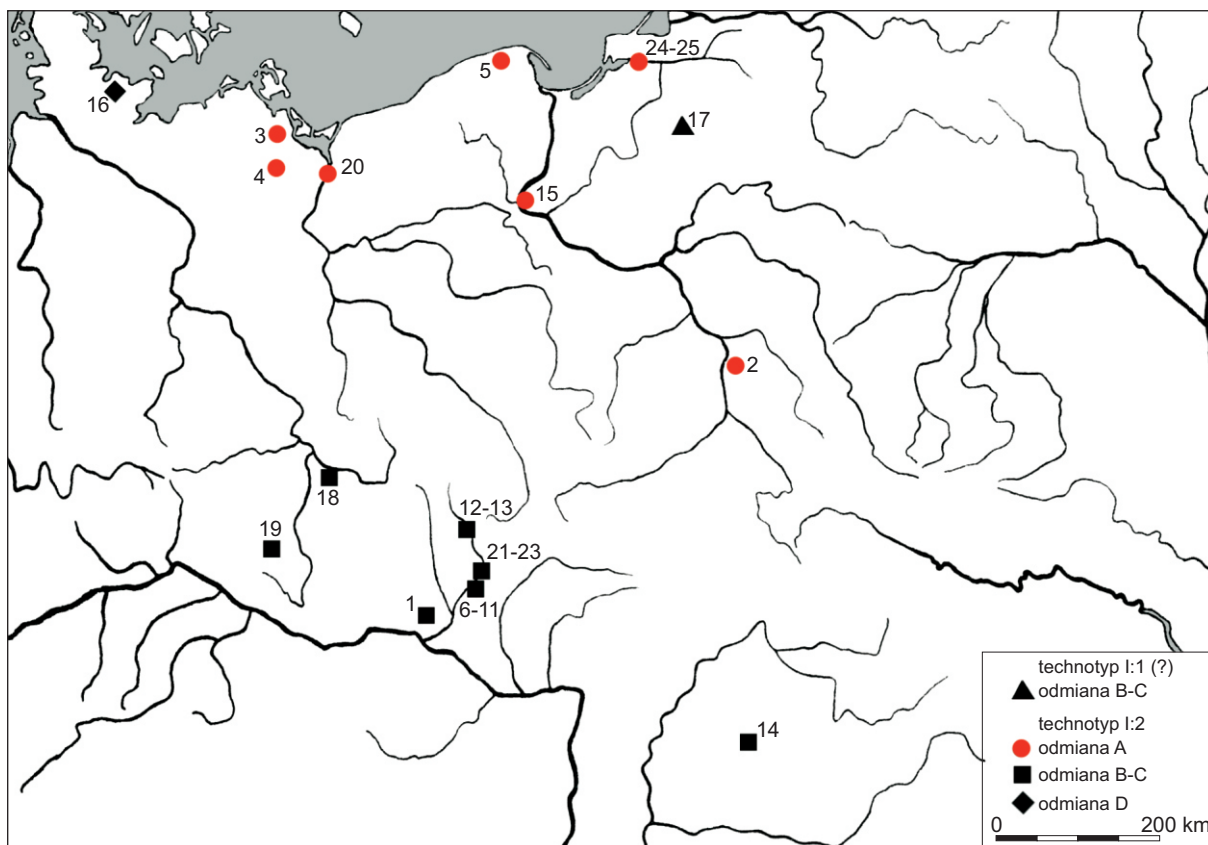 5
24-25
16
17
3
4
20
15
2
18
12-13
19
21-23
6-11
1
14
technotyp I:1 (?)
odmiana B-C
technotyp I:2
odmiana A
odmiana B-C
odmiana D
0 200 km